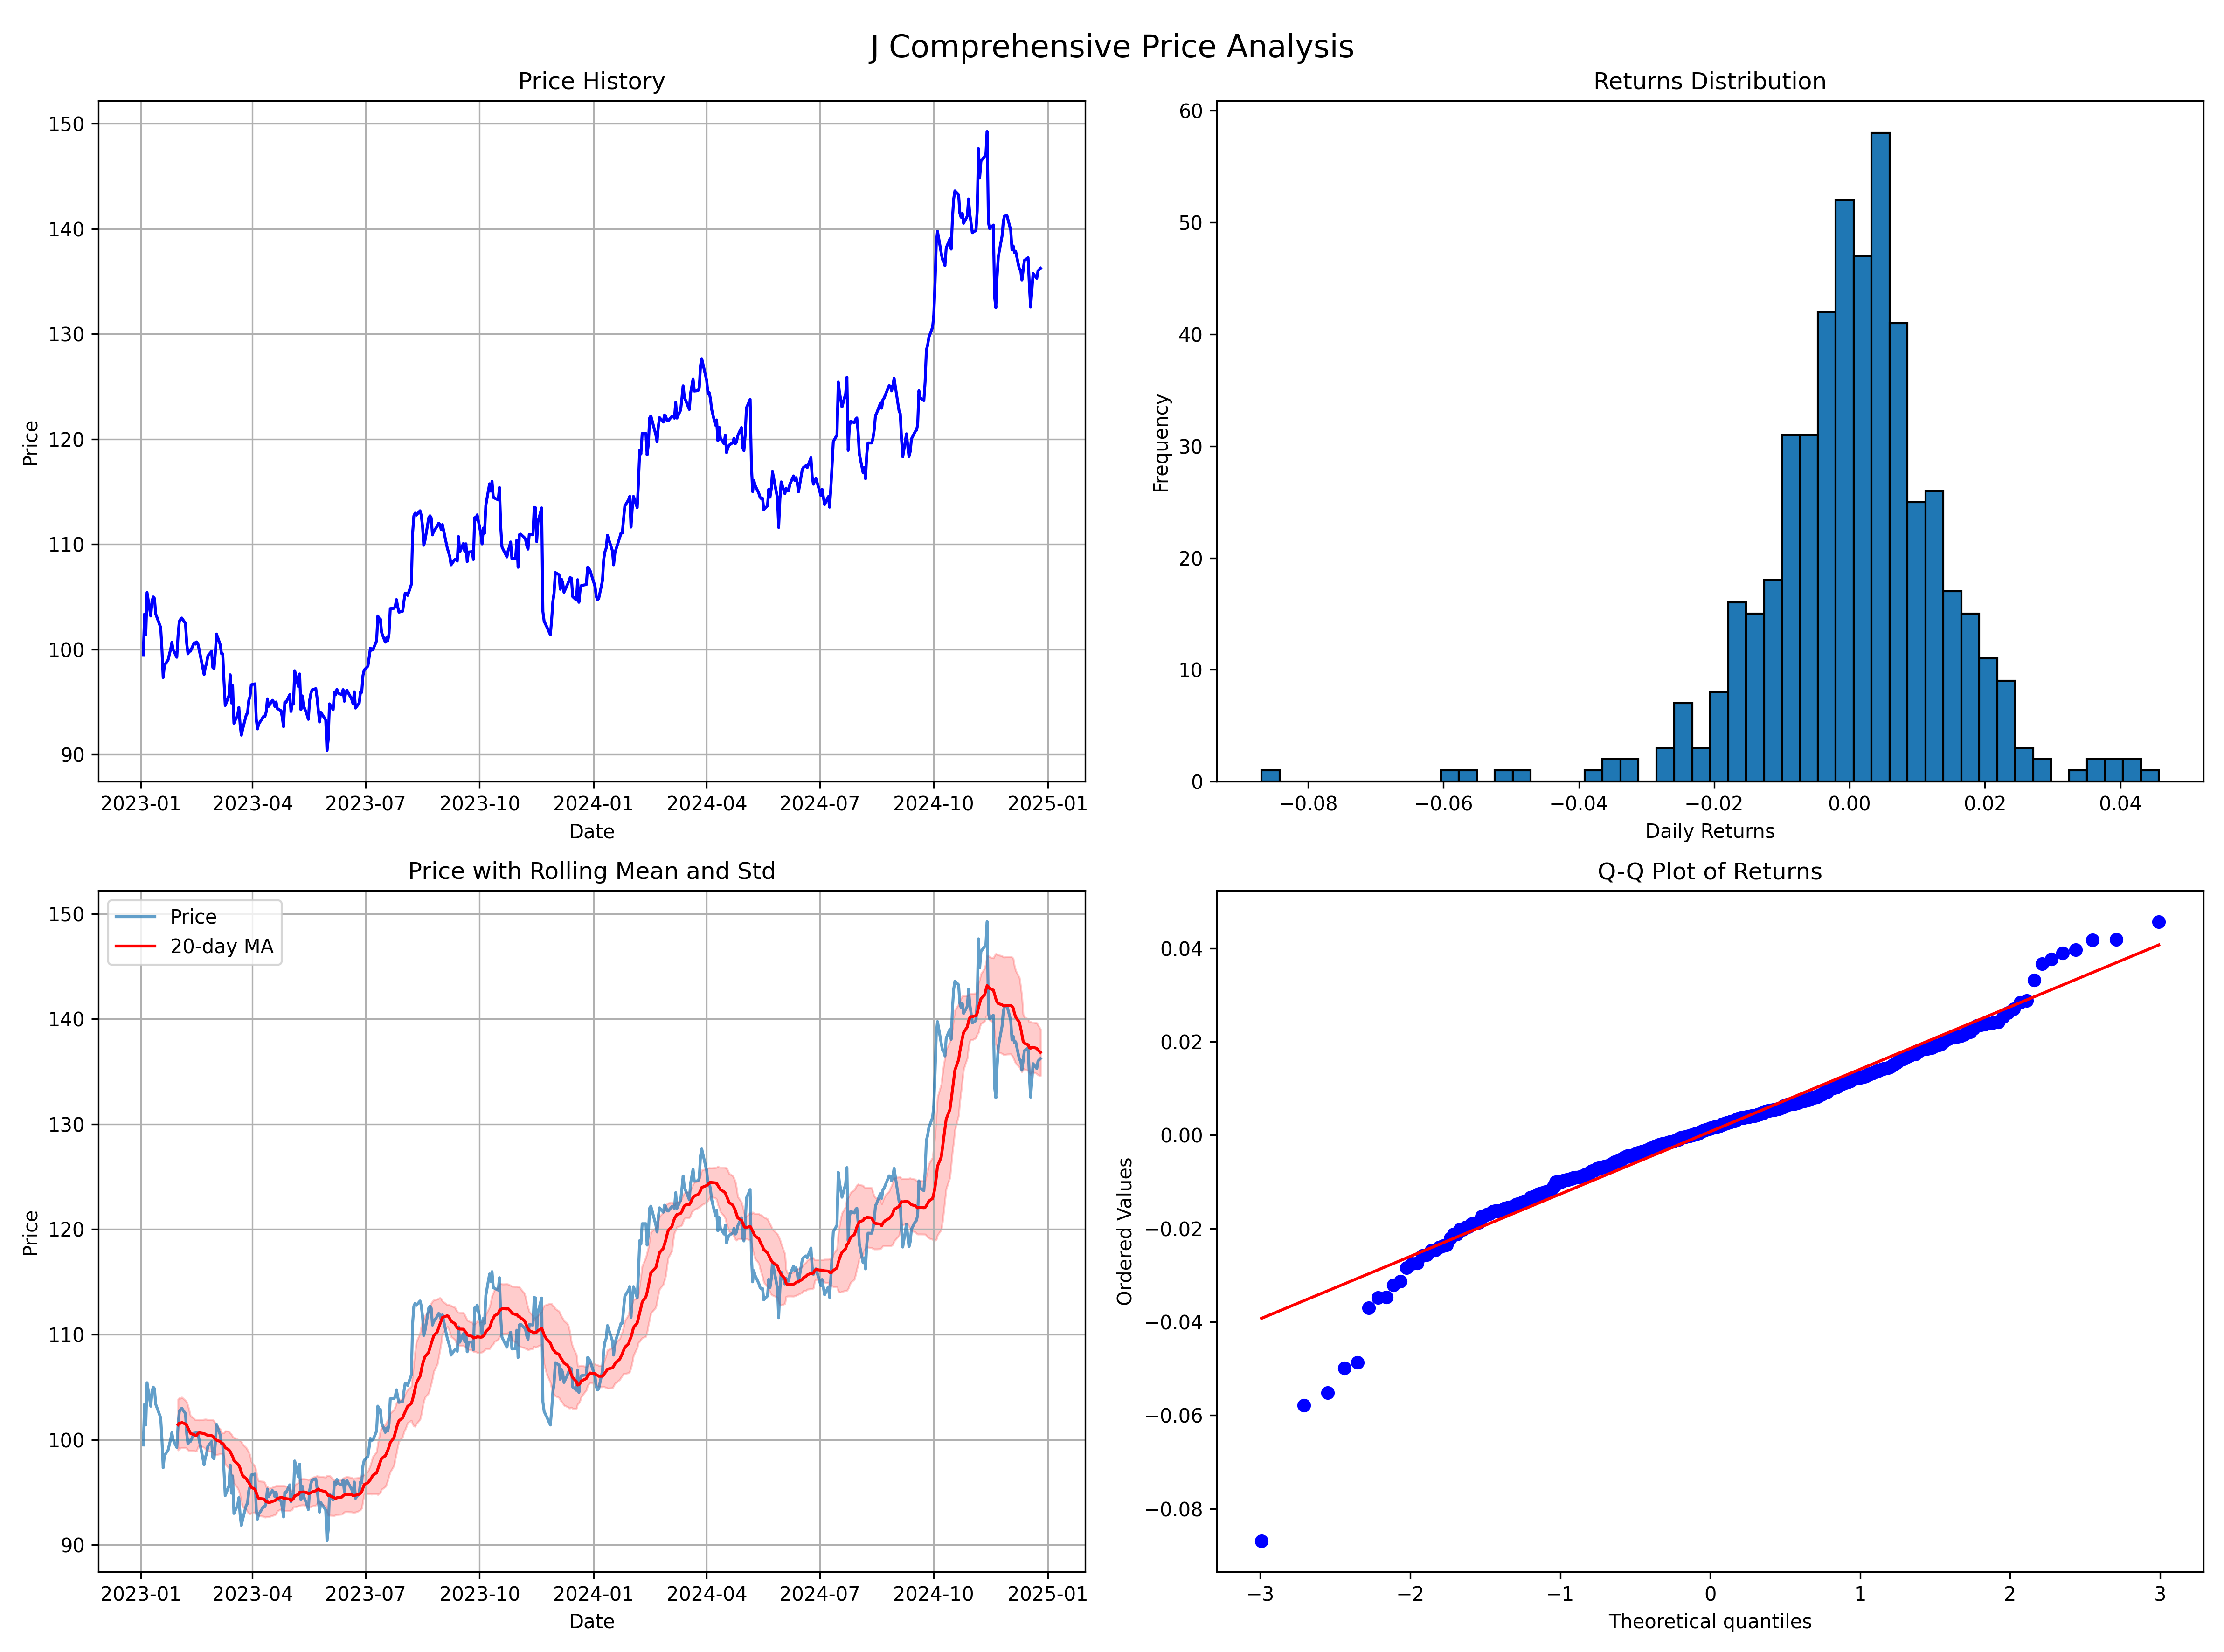 J Comprehensive Price Analysis
Price History
150
140
130
120
110
100
90
Price
2023-01 2023-04 2023-07 2023-10 2024-01 2024-04 2024-07 2024-10 2025-01
Date
Returns Distribution
60
50
40
30
20
10
0
Frequency
−0.08 −0.06 −0.04 −0.02 0.00 0.02 0.04
Daily Returns
Price with Rolling Mean and Std
Price
20-day MA
150
140
130
120
110
100
90
Price
2023-01 2023-04 2023-07 2023-10 2024-01 2024-04 2024-07 2024-10 2025-01
Date
Q-Q Plot of Returns
0.04
0.02
0.00
−0.02
−0.04
−0.06
−0.08
Ordered Values
−3 −2 −1 0 1 2 3
Theoretical quantiles